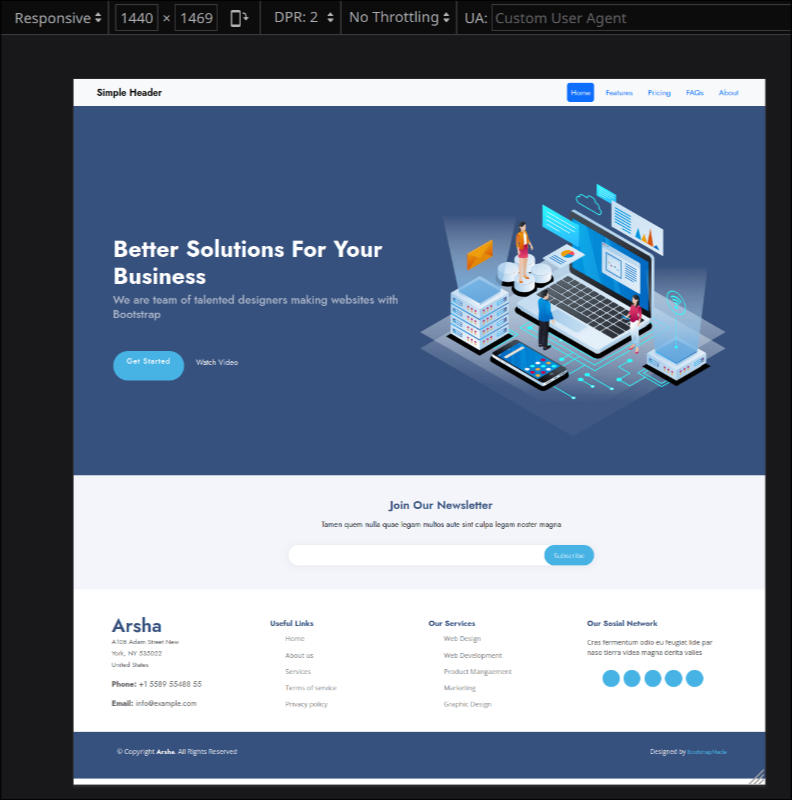 Responsive 1440 × 1469 DPR: 2 No Throttling UA: Custom User Agent
Simple Header Home Features Pricing FAQs About
Better Solutions For Your
Business
We are team of talented designers making websites with
Bootstrap
Get Started Watch Video
Join Our Newsletter
Tamen quem nulla quae legam multos aute sint culpa legam noster magna
Subscribe
Arsha
A108 Adam Street New
York, NY 535022
United States
Phone: +1 5589 55488 55
Email: info@example.com
Useful Links
Home
About us
Services
Terms of service
Privacy policy
Our Services
Web Design
Web Development
Product Mangaement
Marketing
Graphic Design
Our Sosial Network
Cras fermentum odio eu feugiat lide par
naso tierra videa magna derita valies
© Copyright Arsha. All Rights Reserved
Designed by BootstrapMade